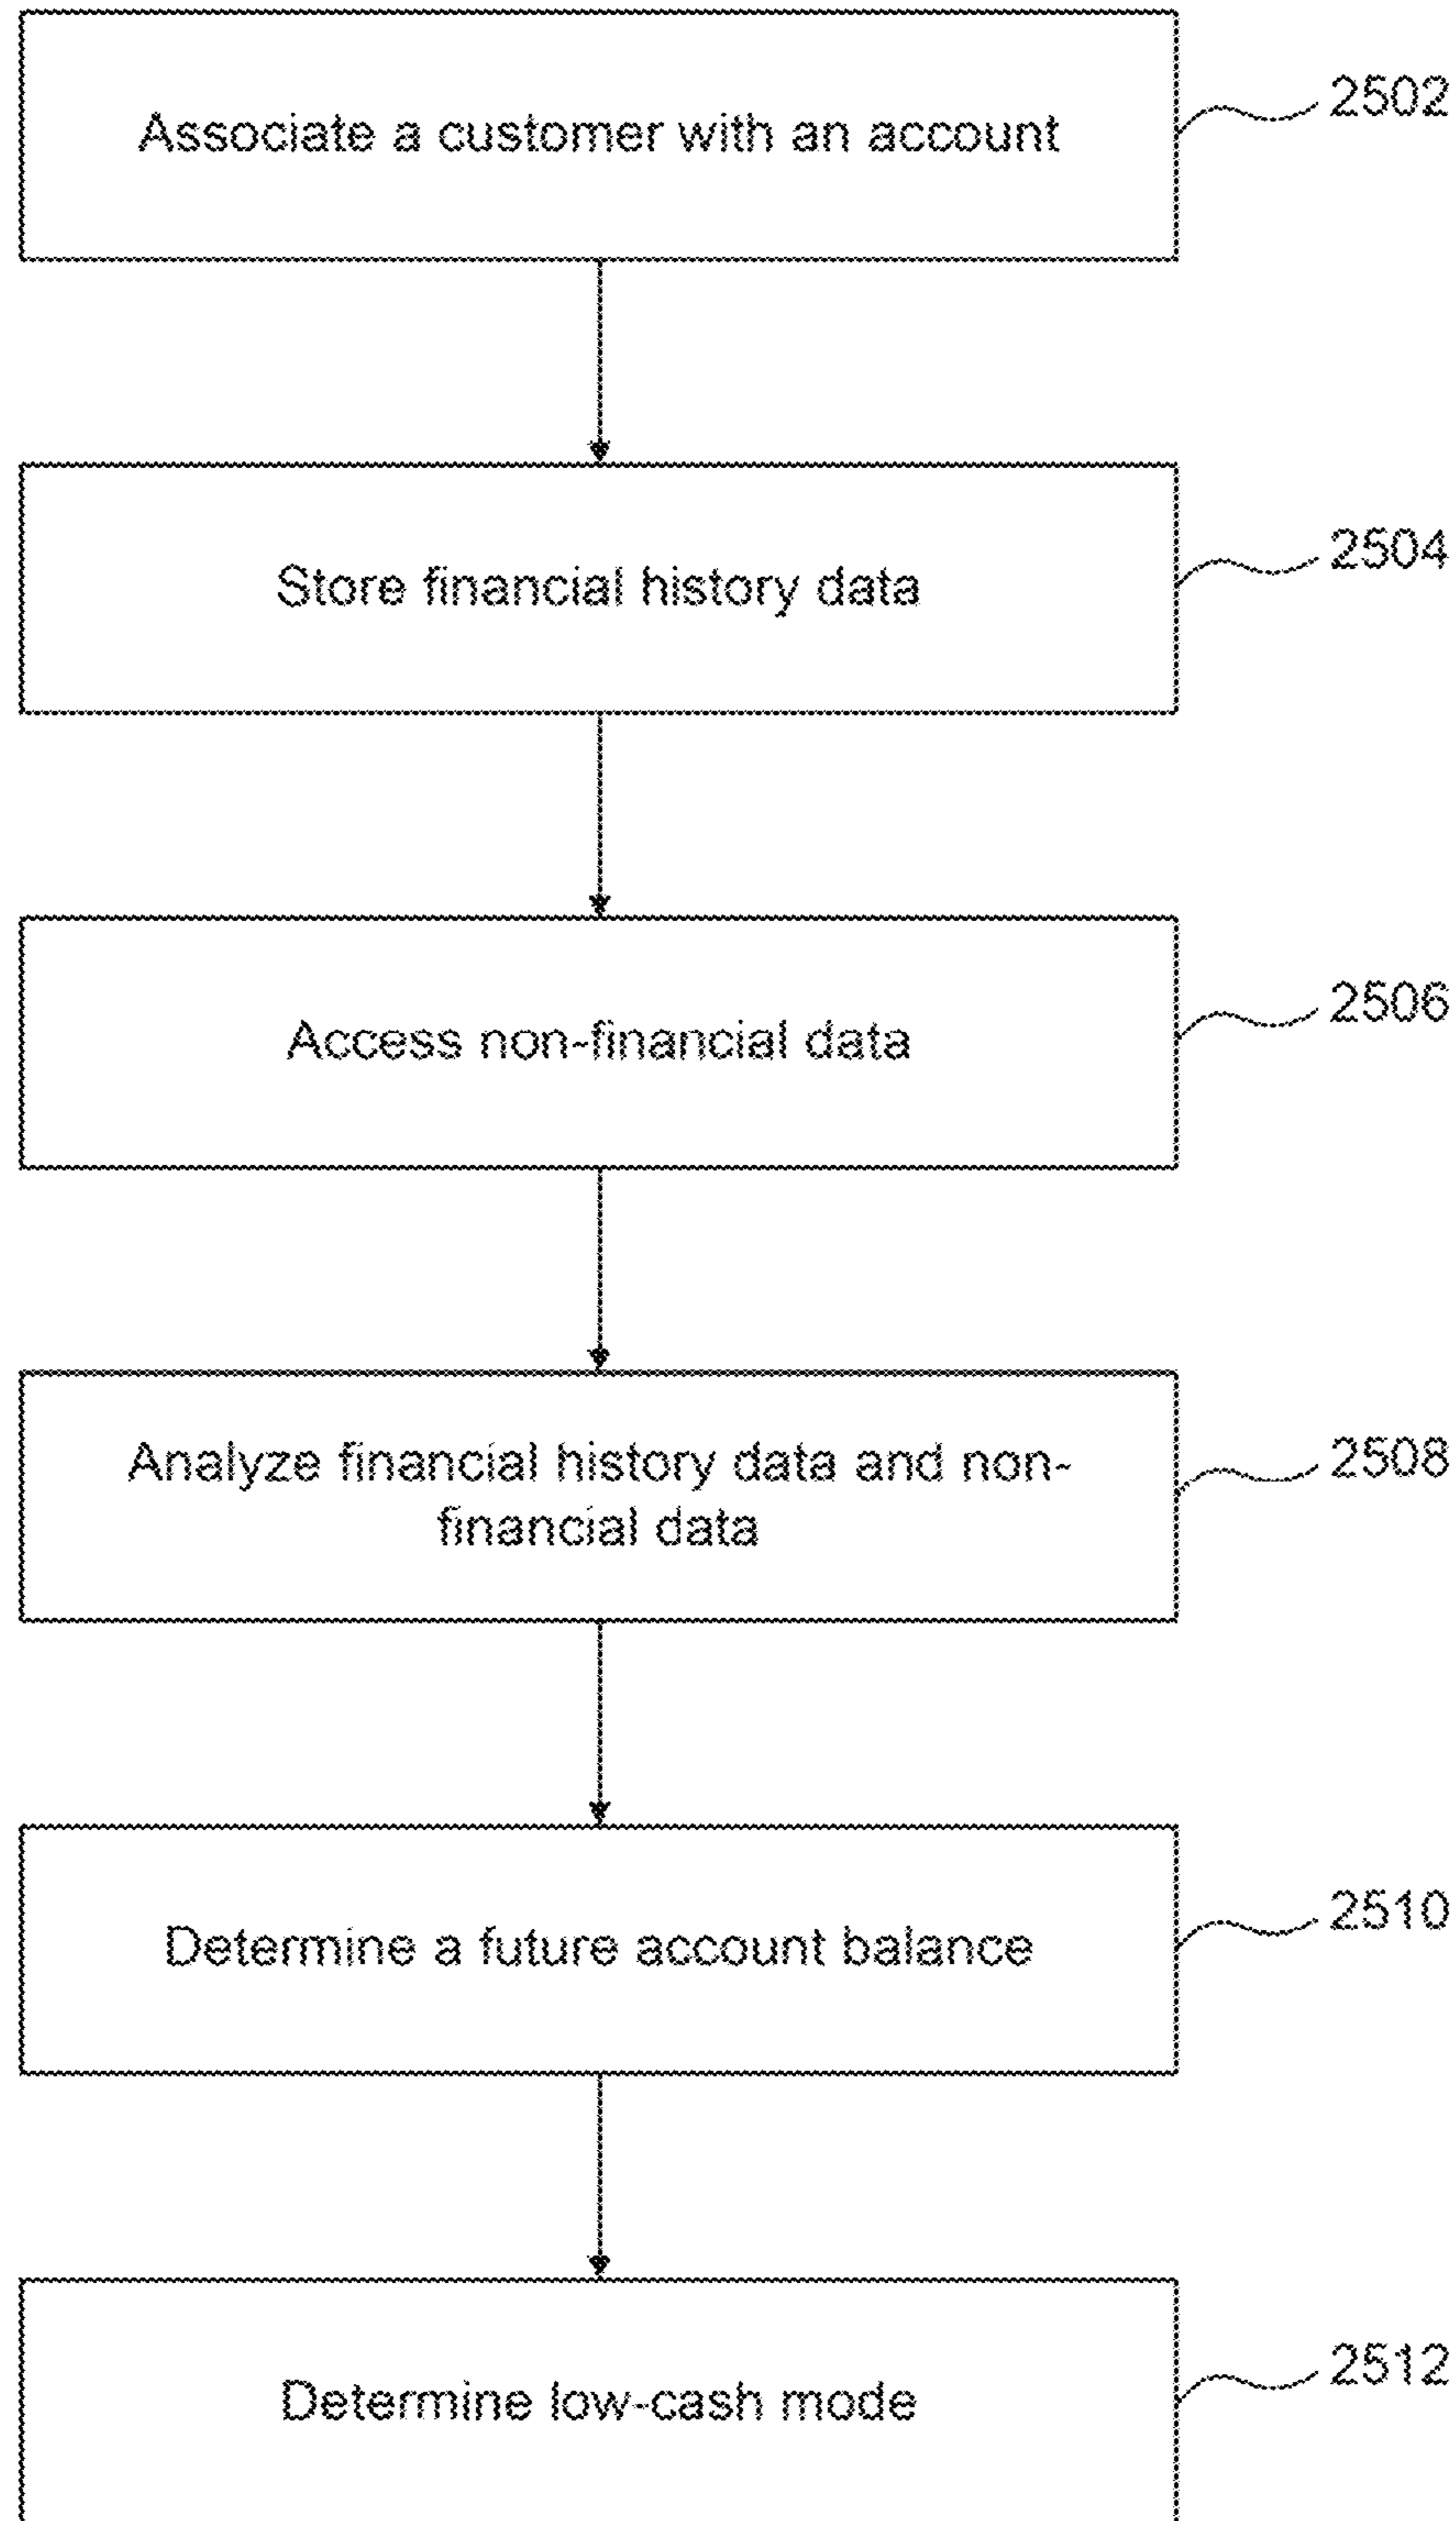 Associate a customer with an account
2502
Store financial history data
2504
Access non-financial data
2506
Analyze financial history data and non-
financial data
2508
Determine a future account balance
2510
Determine low-cash mode
2512